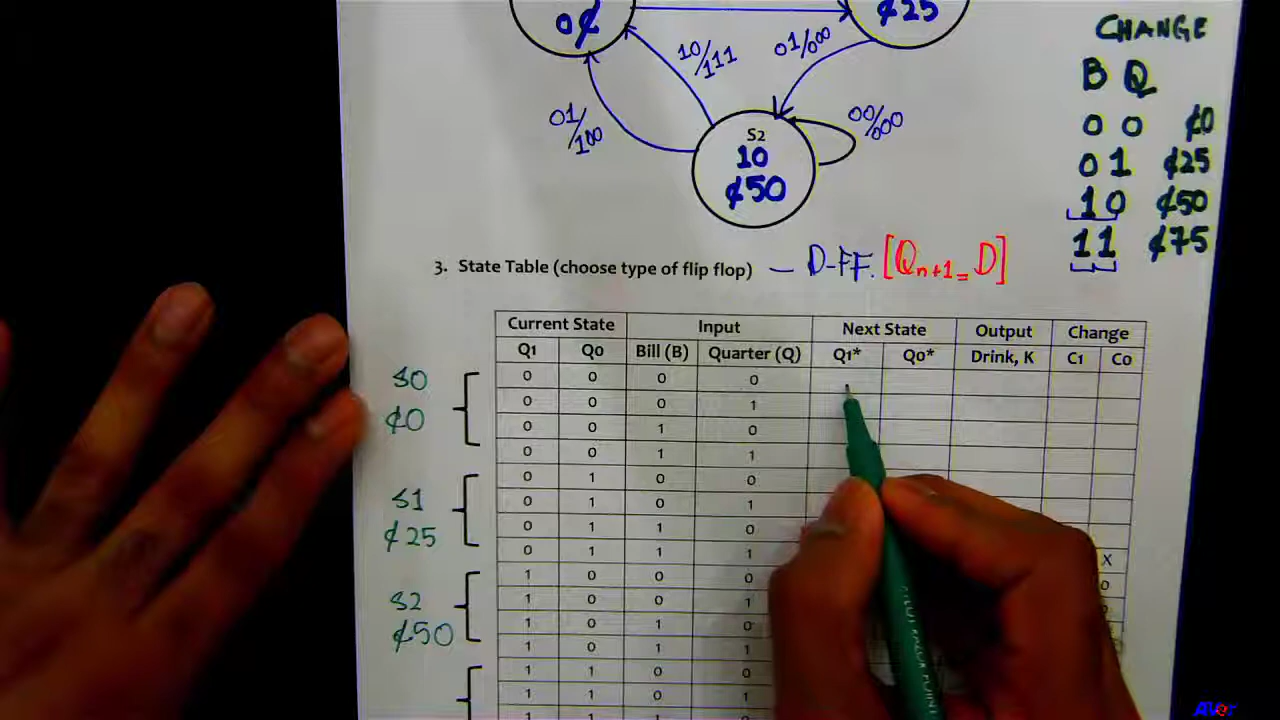 0¢
¢25
CHANGE
B Q
0 0 ¢0
0 1 ¢25
1 0 ¢50
1 1 ¢75
10/111
01/000
01/100
00/000
S2
10
¢50
3. State Table (choose type of flip flop) — D-FF. [Qn+1 = D]
Current State Input Next State Output Change
Q1 Q0 Bill (B) Quarter (Q) Q1* Q0* Drink, K C1 C0
S0
¢0
0 0 0 0
0 0 0 1
0 0 1 0
0 0 1 1
S1
¢25
0 1 0 0
0 1 0 1
0 1 1 0
0 1 1 1 X
S2
¢50
1 0 0 0 0
1 0 0 1
1 0 1 0
1 0 1 1
1 1 0 0
1 1 0 1
1 1 1
AVer